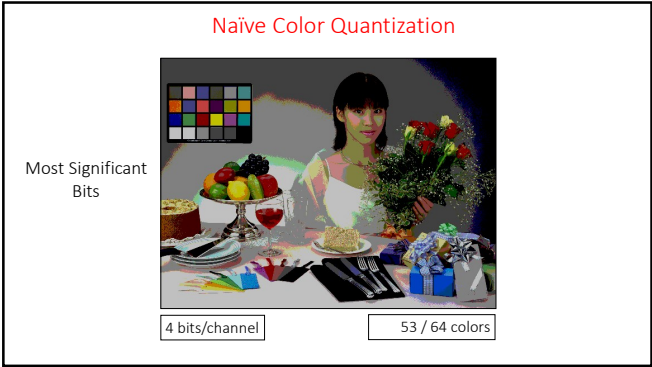 Naïve Color Quantization
Most Significant
Bits
4 bits/channel
53 / 64 colors